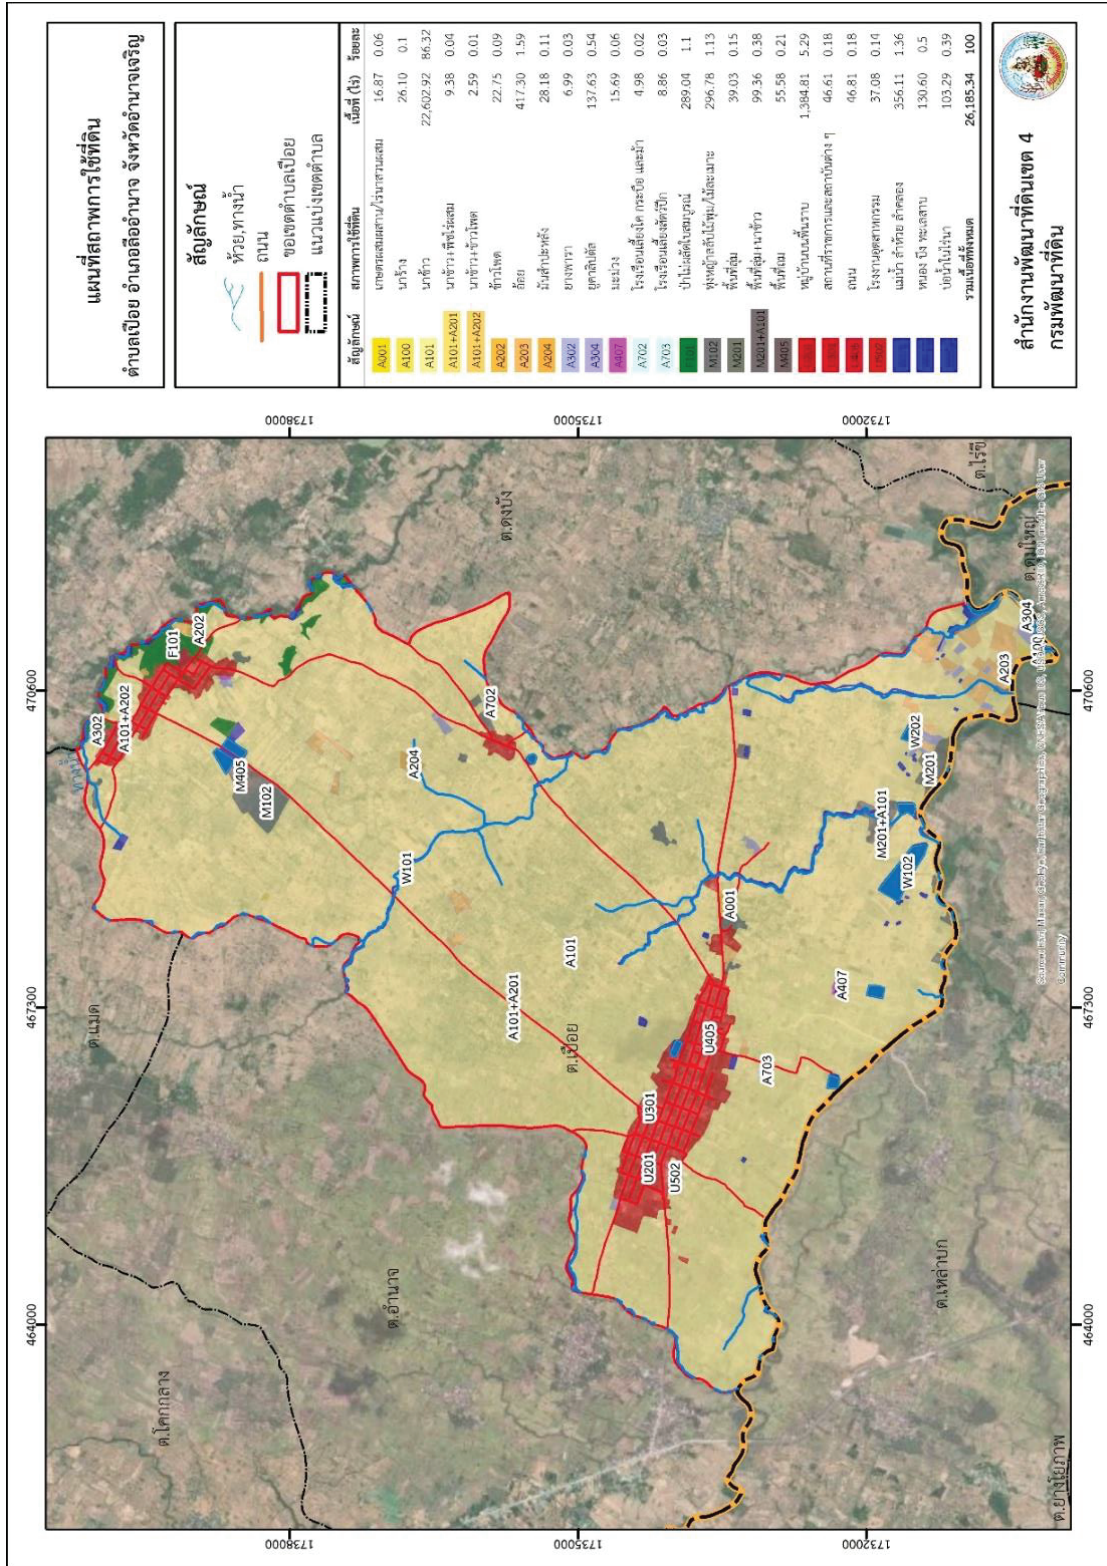 แผนที่สภาพการใช้ที่ดิน
ตำบลเปือย อำเภอลืออำนาจ จังหวัดอำนาจเจริญ
สัญลักษณ์
ห้วย,ทางน้ำ
ถนน
ขอบเขตตำบลเปือย
แนวแบ่งเขตตำบล
สัญลักษณ์ สภาพการใช้ที่ดิน เนื้อที่ (ไร่) ร้อยละ
A001 เกษตรผสมผสาน/ไร่นาสวนผสม 16.87 0.06
A100 นาร้าง 26.10 0.1
A101 นาข้าว 22,602.92 86.32
A101+A201 นาข้าว+พืชไร่ผสม 9.38 0.04
A101+A202 นาข้าว+ข้าวโพด 2.59 0.01
A202 ข้าวโพด 22.75 0.09
A203 อ้อย 417.30 1.59
A204 มันสำปะหลัง 28.18 0.11
A302 ยางพารา 6.99 0.03
A304 ยูคาลิปตัส 137.63 0.54
A407 มะม่วง 15.69 0.06
A702 โรงเรือนเลี้ยงโค กระบือ และม้า 4.98 0.02
A703 โรงเรือนเลี้ยงสัตว์ปีก 8.86 0.03
F101 ป่าผลัดใบสมบูรณ์ 289.04 1.1
M102 ทุ่งหญ้าสลับไม้พุ่ม/ไม้ละเมาะ 296.78 1.13
M201 พื้นที่ลุ่ม 39.03 0.15
M201+A101 พื้นที่ลุ่ม+นาข้าว 99.36 0.38
M405 พื้นที่ถม 55.58 0.21
หมู่บ้านบนพื้นราบ 1,384.81 5.29
สถานที่ราชการและสถาบันต่าง ๆ 46.61 0.18
ถนน 46.81 0.18
โรงงานอุตสาหกรรม 37.08 0.14
แม่น้ำ ลำห้วย ลำคลอง 356.11 1.36
หนอง บึง ทะเลสาบ 130.60 0.5
บ่อน้ำในไร่นา 103.29 0.39
รวมเนื้อที่ทั้งหมด 26,185.34 100
สำนักงานพัฒนาที่ดินเขต 4
กรมพัฒนาที่ดิน
464000 467300 470600
1738000
1735000
1732000
ต.โคกกลาง
ต.แมด
ต.อำนาจ
ต.เปือย
ต.ดงบัง
ต.ไร่ขี
ต.ดุมใหญ่
ต.เหล่าบก
ต.ยางโยภาพ
A302
A101+A202
F101
A202
M405
M102
A204
A702
W101
A101
A101+A201
A001
U405
U301
U201
U502
A703
A407
W102
M201+A101
M201
W202
A203
A304
A100
Community
464000 467300 470600
1738000
1735000
1732000